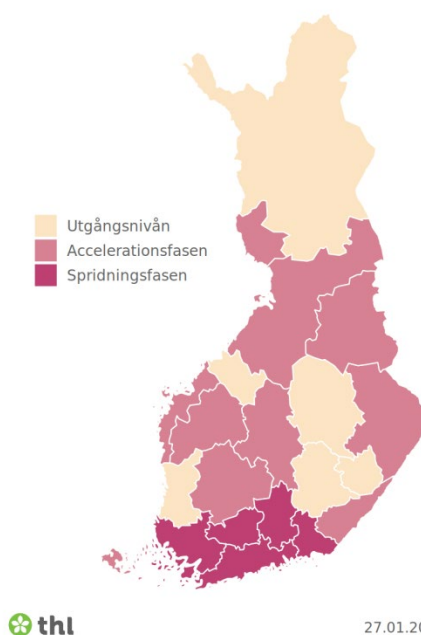 Utgångsnivån
Accelerationsfasen
Spridningsfasen
thl
27.01.20